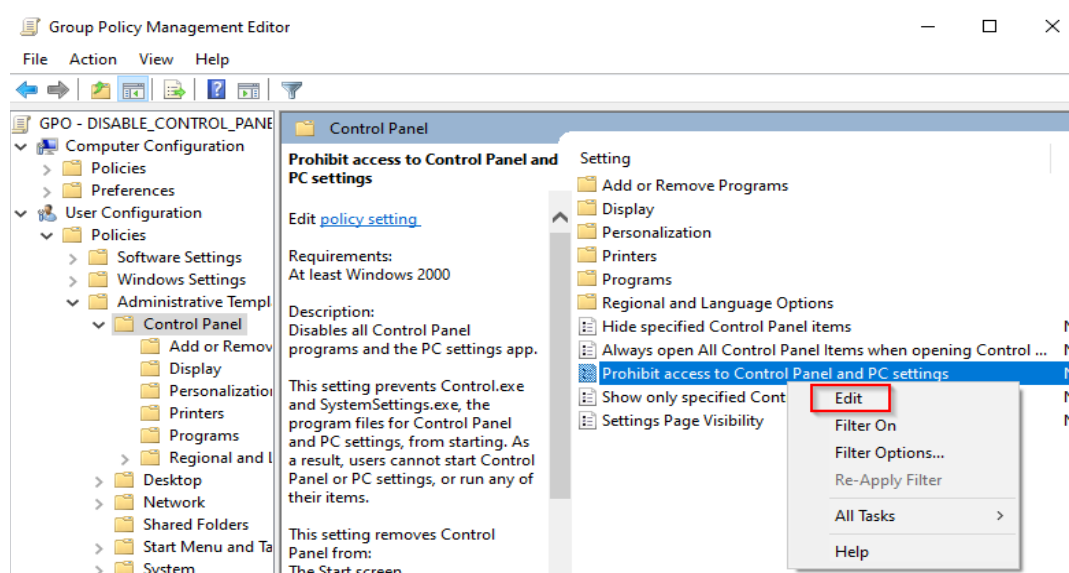 Group Policy Management Editor
File Action View Help
GPO - DISABLE_CONTROL_PANE
Computer Configuration
Policies
Preferences
User Configuration
Policies
Software Settings
Windows Settings
Administrative Templ
Control Panel
Add or Remov
Display
Personalization
Printers
Programs
Regional and L
Desktop
Network
Shared Folders
Start Menu and Ta
System
Control Panel
Prohibit access to Control Panel and
PC settings
Edit policy setting
Requirements:
At least Windows 2000
Description:
Disables all Control Panel
programs and the PC settings app.
This setting prevents Control.exe
and SystemSettings.exe, the
program files for Control Panel
and PC settings, from starting. As
a result, users cannot start Control
Panel or PC settings, or run any of
their items.
This setting removes Control
Panel from:
The Start screen
Setting
Add or Remove Programs
Display
Personalization
Printers
Programs
Regional and Language Options
Hide specified Control Panel items
Always open All Control Panel Items when opening Control ...
Prohibit access to Control Panel and PC settings
Show only specified Cont
Settings Page Visibility
Edit
Filter On
Filter Options...
Re-Apply Filter
All Tasks
Help